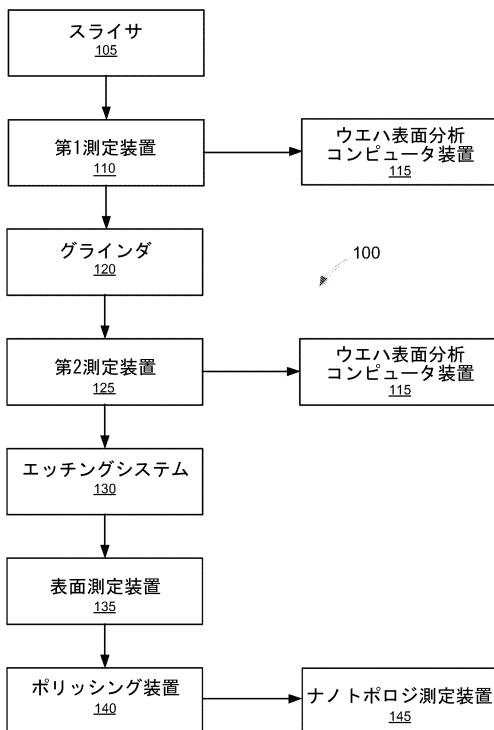 スライサ
105
第1測定装置
110
ウエハ表面分析
コンピュータ装置
115
グラインダ
120
100
第2測定装置
125
ウエハ表面分析
コンピュータ装置
115
エッチングシステム
130
表面測定装置
135
ポリッシング装置
140
ナノトポロジ測定装置
145